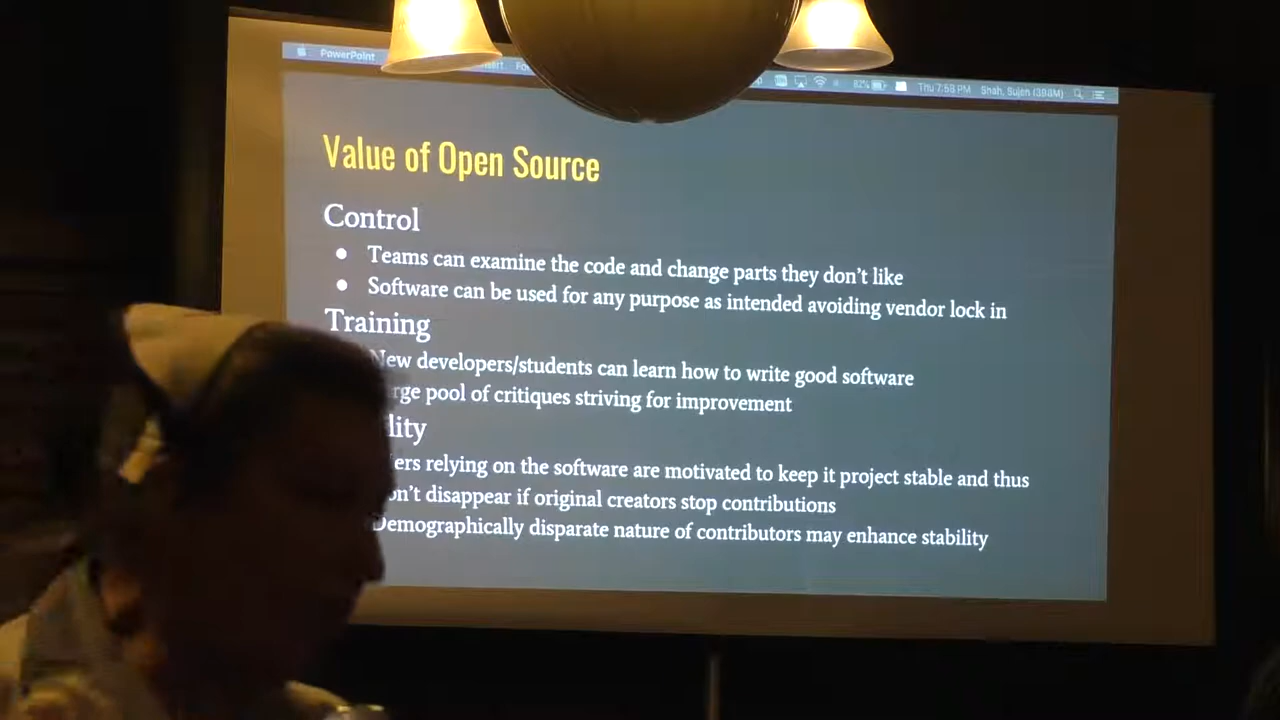 PowerPoint
82% Thu 7:58 PM Shah, Sujen (398M)
Value of Open Source
Control
● Teams can examine the code and change parts they don't like
● Software can be used for any purpose as intended avoiding vendor lock in
Training
New developers/students can learn how to write good software
rge pool of critiques striving for improvement
lity
ers relying on the software are motivated to keep it project stable and thus
on't disappear if original creators stop contributions
Demographically disparate nature of contributors may enhance stability